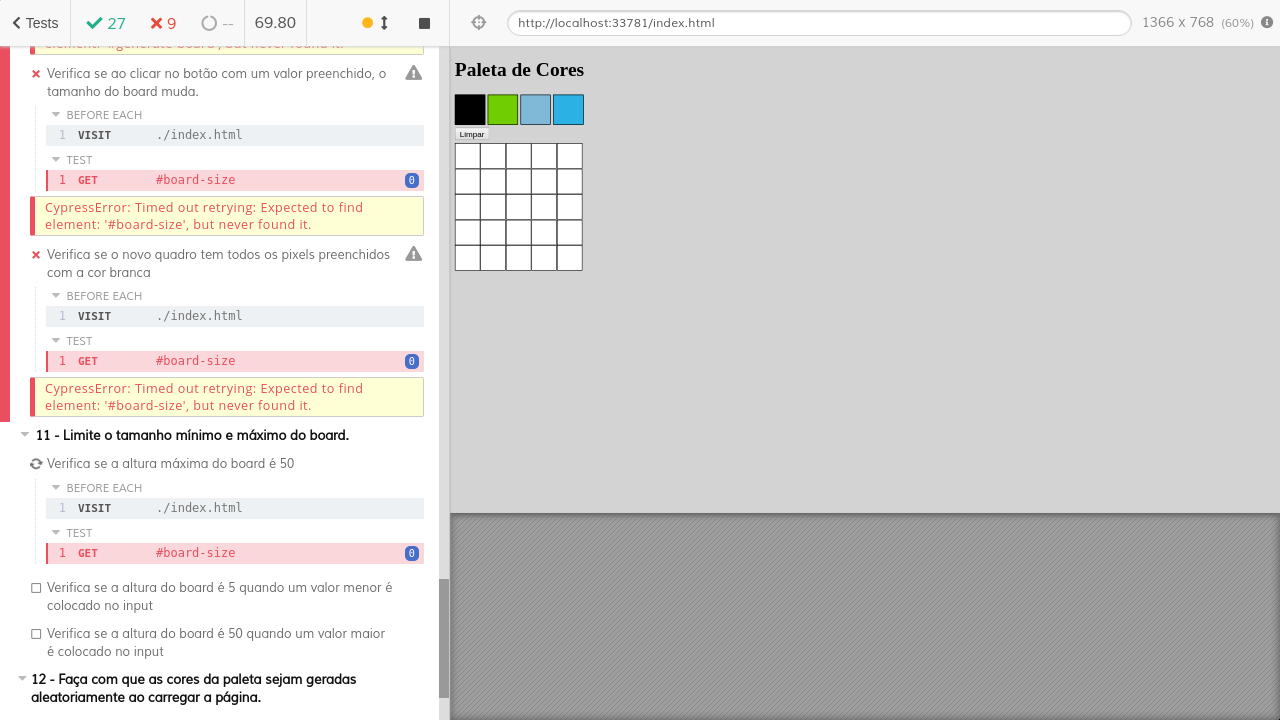 Tests 27 9 -- 69.80
http://localhost:33781/index.html 1366 x 768 (60%)
element: '#generate-board', but never found it.
Verifica se ao clicar no botão com um valor preenchido, o
tamanho do board muda.
BEFORE EACH
1 VISIT ./index.html
TEST
1 GET #board-size 0
CypressError: Timed out retrying: Expected to find
element: '#board-size', but never found it.
Verifica se o novo quadro tem todos os pixels preenchidos
com a cor branca
BEFORE EACH
1 VISIT ./index.html
TEST
1 GET #board-size 0
CypressError: Timed out retrying: Expected to find
element: '#board-size', but never found it.
11 - Limite o tamanho mínimo e máximo do board.
Verifica se a altura máxima do board é 50
BEFORE EACH
1 VISIT ./index.html
TEST
1 GET #board-size 0
Verifica se a altura do board é 5 quando um valor menor é
colocado no input
Verifica se a altura do board é 50 quando um valor maior
é colocado no input
12 - Faça com que as cores da paleta sejam geradas
aleatoriamente ao carregar a página.
Paleta de Cores
Limpar